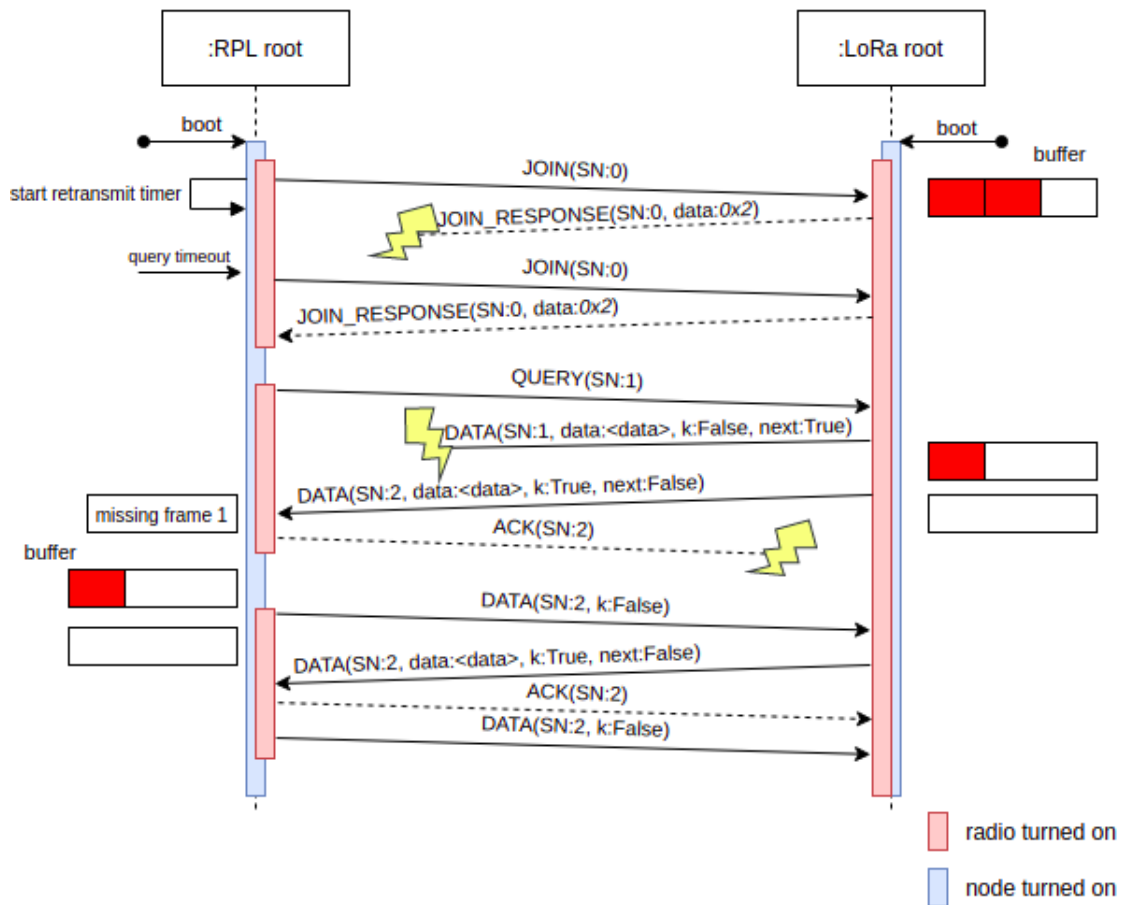 :RPL root
:LoRa root
boot
boot
buffer
JOIN(SN:0)
start retransmit timer
JOIN_RESPONSE(SN:0, data:0x2)
query timeout
JOIN(SN:0)
JOIN_RESPONSE(SN:0, data:0x2)
QUERY(SN:1)
DATA(SN:1, data:<data>, k:False, next:True)
DATA(SN:2, data:<data>, k:True, next:False)
missing frame 1
ACK(SN:2)
buffer
DATA(SN:2, k:False)
DATA(SN:2, data:<data>, k:True, next:False)
ACK(SN:2)
DATA(SN:2, k:False)
radio turned on
node turned on